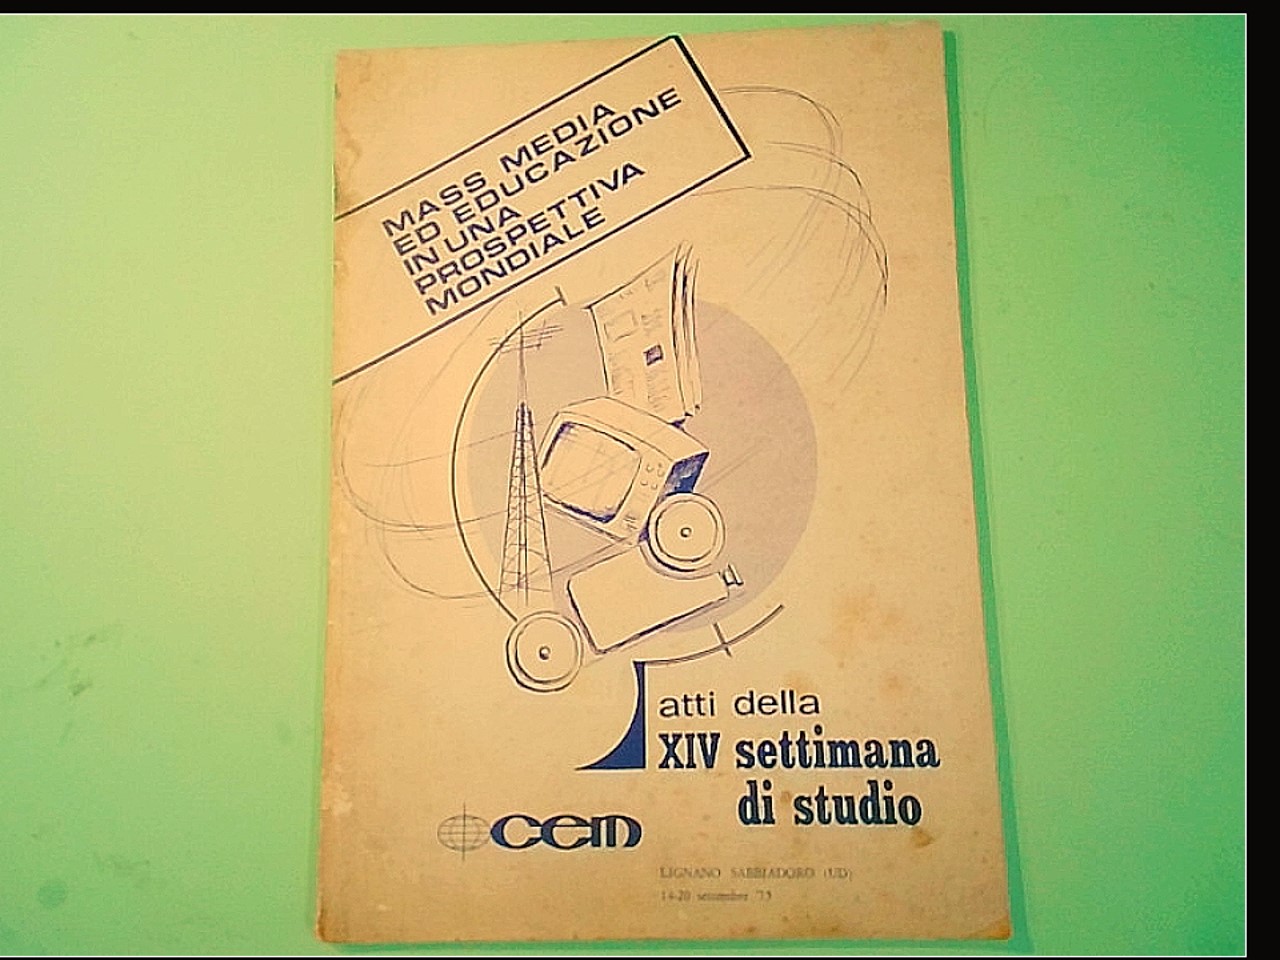 MASS MEDIA
ED EDUCAZIONE
IN UNA
PROSPETTIVA
MONDIALE
atti della
XIV settimana
di studio
cem
LIGNANO SABBIADORO (UD)
14-20 settembre '75